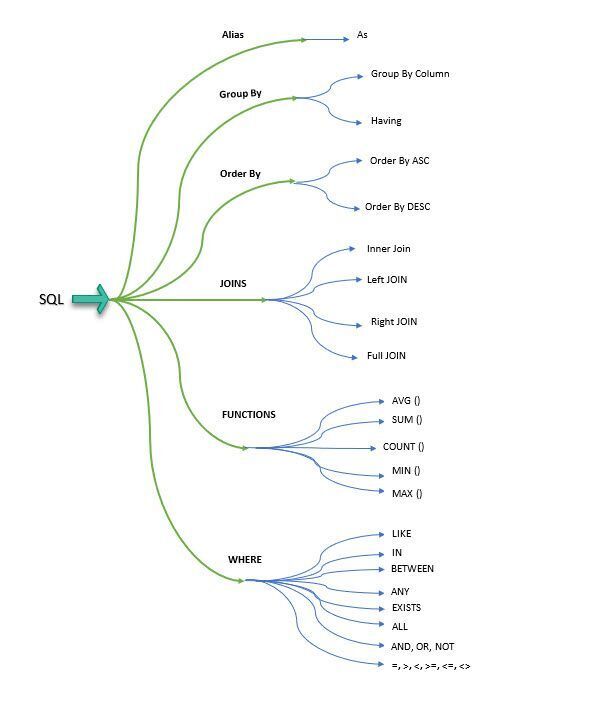 Alias
As
Group By
Group By Column
Having
Order By
Order By ASC
Order By DESC
SQL
JOINS
Inner Join
Left JOIN
Right JOIN
Full JOIN
FUNCTIONS
AVG ()
SUM ()
COUNT ()
MIN ()
MAX ()
WHERE
LIKE
IN
BETWEEN
ANY
EXISTS
ALL
AND, OR, NOT
=, >, <, >=, <=, <>